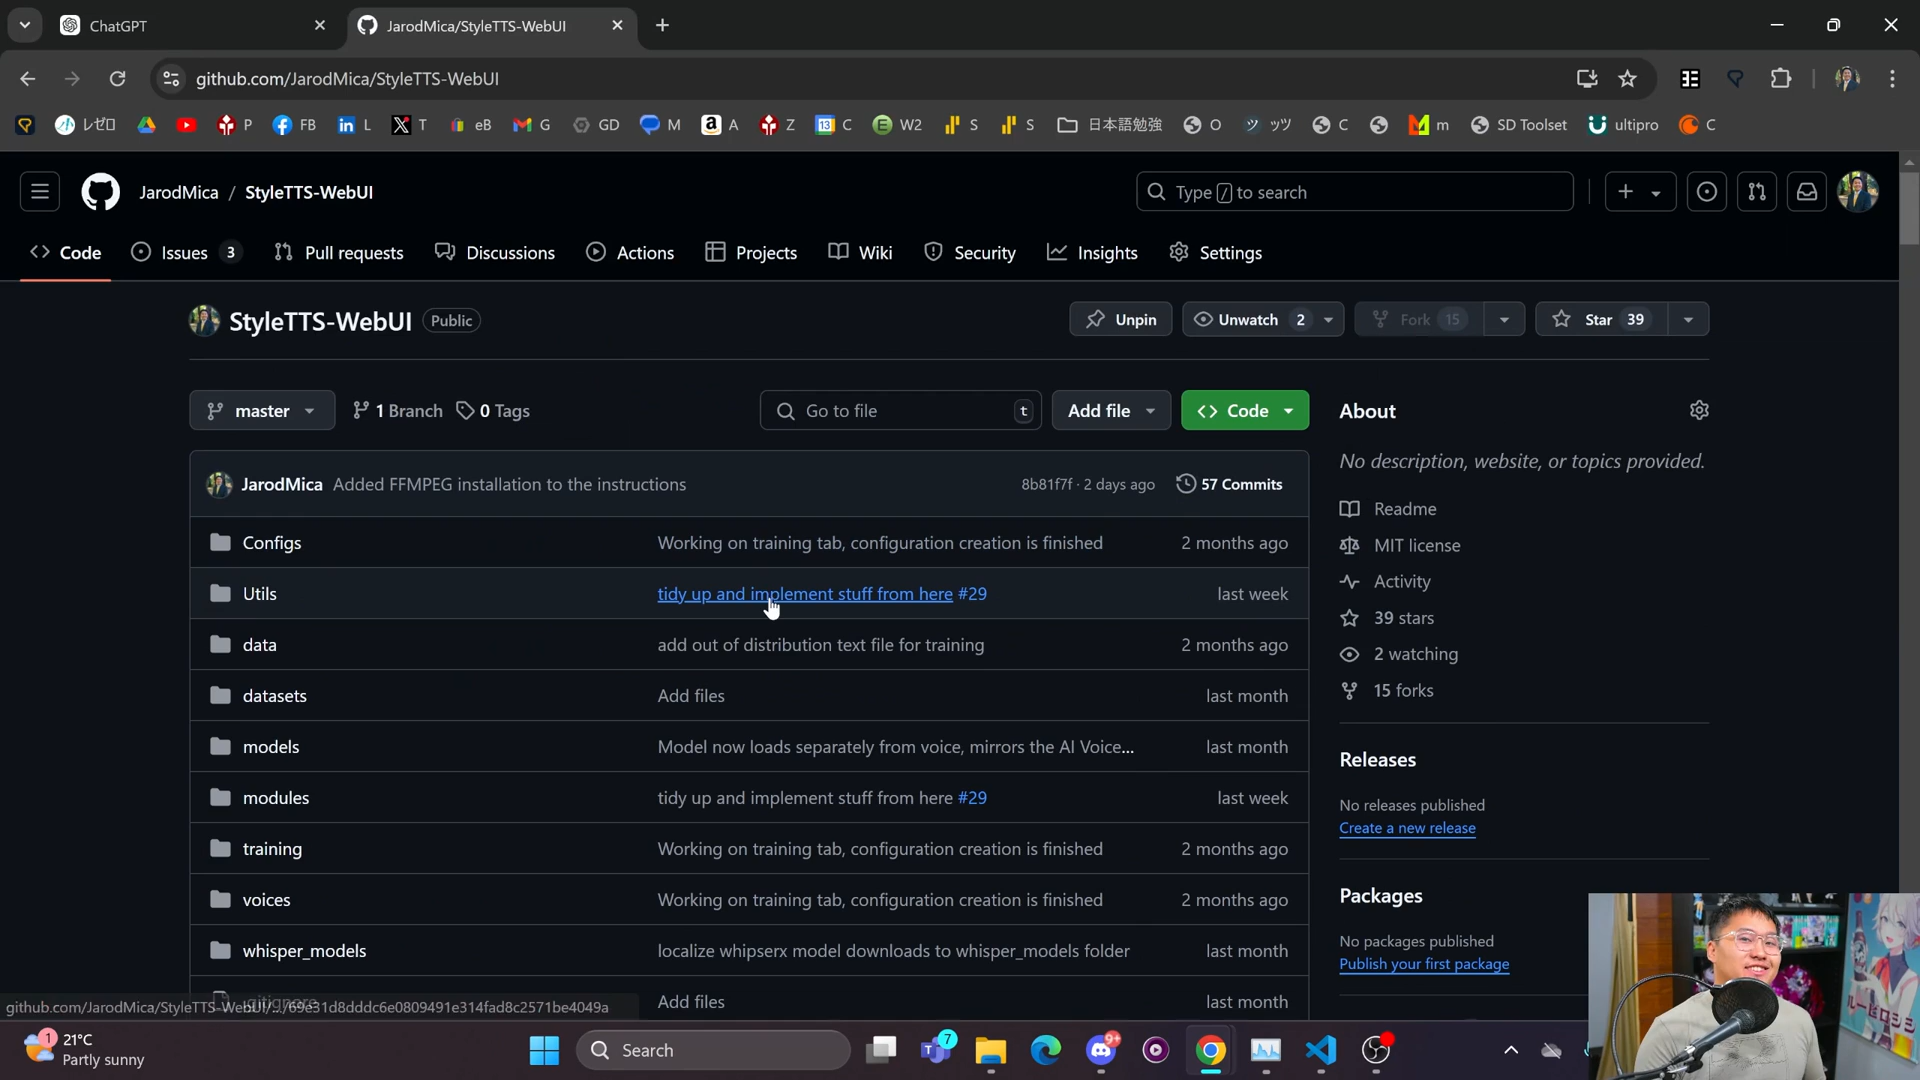 ChatGPT
JarodMica/StyleTTS-WebUI
github.com/JarodMica/StyleTTS-WebUI
レゼロ P FB L T eB G GD M A Z C W2 S S 日本語勉強 O ッツ C m SD Toolset ultipro C
JarodMica / StyleTTS-WebUI
Type / to search
Code Issues 3 Pull requests Discussions Actions Projects Wiki Security Insights Settings
StyleTTS-WebUI Public
Unpin Unwatch 2 Fork 15 Star 39
master 1 Branch 0 Tags Go to file t Add file Code
JarodMica Added FFMPEG installation to the instructions 8b81f7f · 2 days ago 57 Commits
Configs Working on training tab, configuration creation is finished 2 months ago
Utils tidy up and implement stuff from here #29 last week
data add out of distribution text file for training 2 months ago
datasets Add files last month
models Model now loads separately from voice, mirrors the AI Voice... last month
modules tidy up and implement stuff from here #29 last week
training Working on training tab, configuration creation is finished 2 months ago
voices Working on training tab, configuration creation is finished 2 months ago
whisper_models localize whipserx model downloads to whisper_models folder last month
.gitignore Add files last month
About
No description, website, or topics provided.
Readme
MIT license
Activity
39 stars
2 watching
15 forks
Releases
No releases published
Create a new release
Packages
No packages published
Publish your first package
github.com/JarodMica/StyleTTS-WebUI/.../69e31d8dddc6e0809491e314fad8c2571be4049a
1
21°C
Partly sunny
Search
7
9+